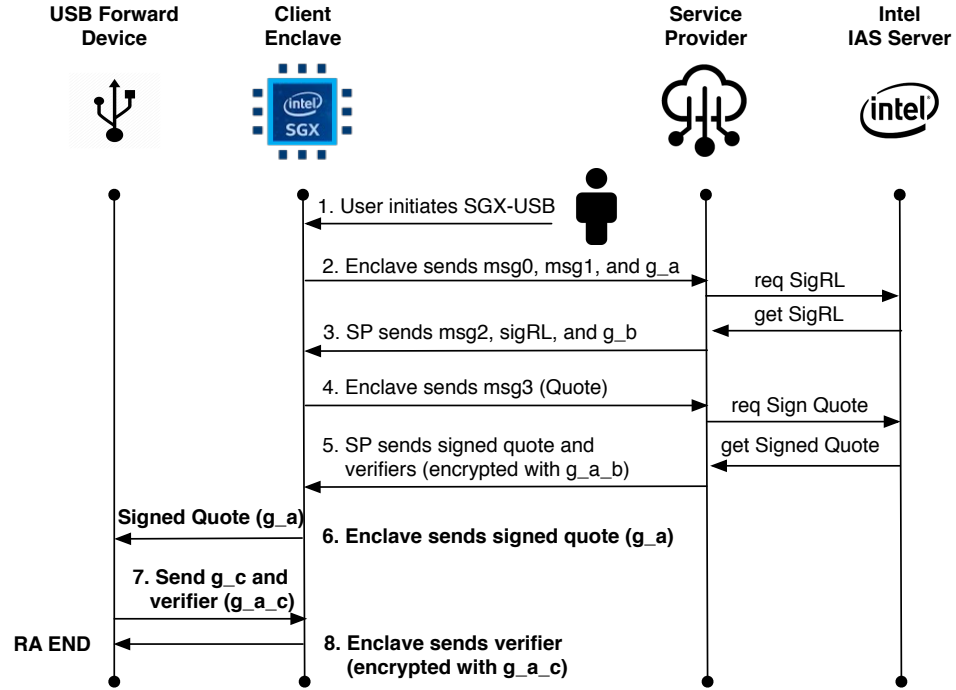 USB Forward
Device
Client
Enclave
Service
Provider
Intel
IAS Server
intel
SGX
intel
1. User initiates SGX-USB
2. Enclave sends msg0, msg1, and g_a
req SigRL
get SigRL
3. SP sends msg2, sigRL, and g_b
4. Enclave sends msg3 (Quote)
req Sign Quote
5. SP sends signed quote and
verifiers (encrypted with g_a_b)
get Signed Quote
Signed Quote (g_a)
6. Enclave sends signed quote (g_a)
7. Send g_c and
verifier (g_a_c)
RA END
8. Enclave sends verifier
(encrypted with g_a_c)